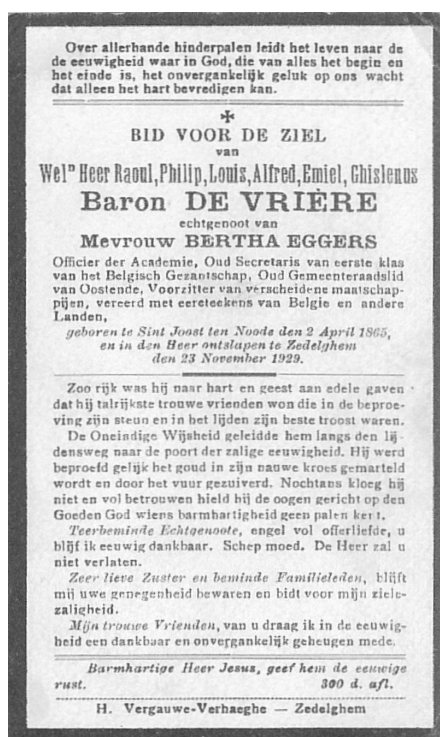 Over allerhande hinderpalen leidt het leven naar de
de eeuwigheid waar in God, die van alles het begin en
het einde is, het onvergankelijk geluk op ons wacht
dat alleen het hart bevredigen kan.
✠
BID VOOR DE ZIEL
van
Welⁿ Heer Raoul, Philip, Louis, Alfred, Emiel, Ghislenus
Baron DE VRIÈRE
echtgenoot van
Mevrouw BERTHA EGGERS
Officier der Academie, Oud Secretaris van eerste klas
van het Belgisch Gezantschap, Oud Gemeenteraadslid
van Oostende, Voorzitter van verscheidene maatschap-
pijen, vereerd met eereteekens van Belgie en andere
Landen,
geboren te Sint Joost ten Noode den 2 April 1865,
en in den Heer ontslapen te Zedelghem
den 23 November 1929.
Zoo rijk was hij naar hart en geest aan edele gaven
dat hij talrijkste trouwe vrienden won die in de beproe-
ving zijn steun en in het lijden zijn beste troost waren.
De Oneindige Wijsheid geleidde hem langs den lij
densweg naar de poort der zalige eeuwigheid. Hij werd
beproefd gelijk het goud in zijn nauwe kroes gemarteld
wordt en door het vuur gezuiverd. Nochtans kloeg hij
niet en vol betrouwen hield hij de oogen gericht op den
Goeden God wiens barmhartigheid geen palen kent.
Teerbeminde Echtgenoote, engel vol offerliefde, u
blijf ik eeuwig dankbaar. Schep moed. De Heer zal u
niet verlaten.
Zeer lieve Zuster en beminde Familieleden, blijft
mij uwe genegenheid bewaren en bidt voor mijn ziele-
zaligheid.
Mijn trouwe Vrienden, van u draag ik in de eeuwig-
heid een dankbaar en onvergankelijk geheugen mede.
Barmhartige Heer Jesus, geef hem de eeuwige
rust. 300 d. afl.
H. Vergauwe-Verhaeghe — Zedelghem